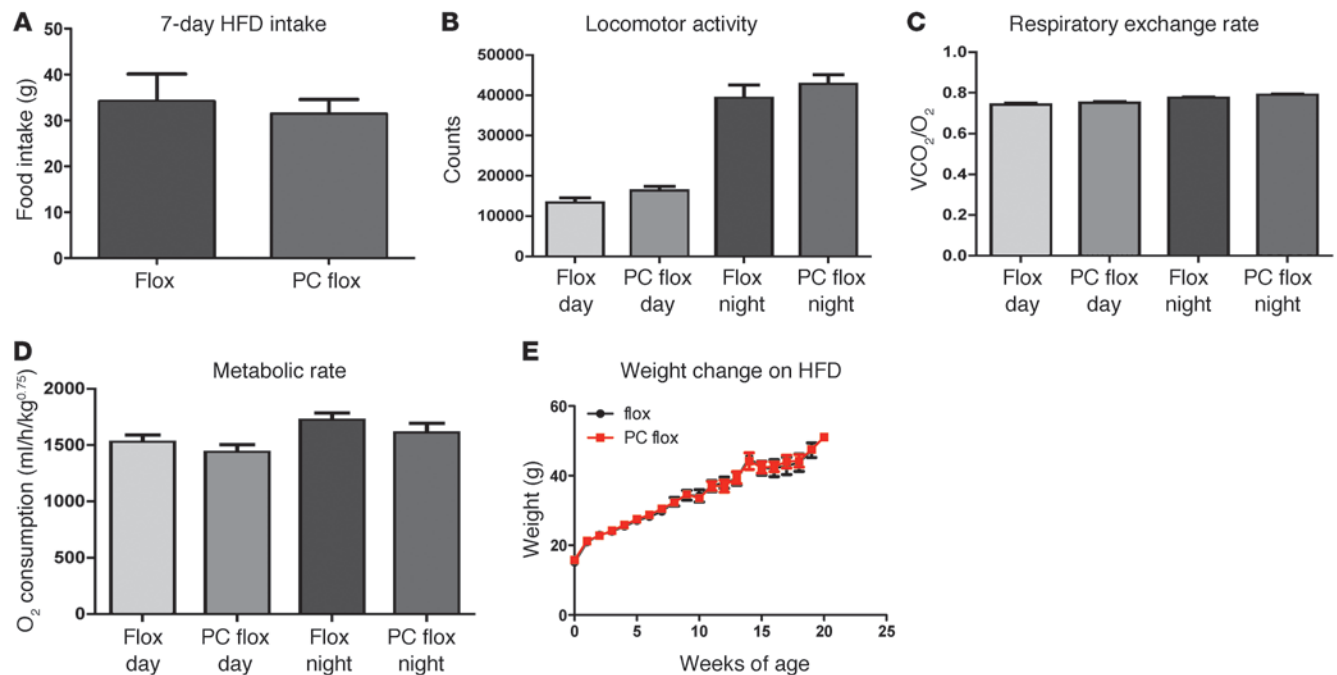 A 7-day HFD intake
Food intake (g)
50
40
30
20
10
0
Flox
PC flox
B Locomotor activity
Counts
50000
40000
30000
20000
10000
0
Flox day
PC flox day
Flox night
PC flox night
C Respiratory exchange rate
VCO₂/O₂
1.0
0.8
0.6
0.4
0.2
0.0
Flox day
PC flox day
Flox night
PC flox night
D Metabolic rate
O₂ consumption (ml/h/kg⁰·⁷⁵)
2000
1500
1000
500
0
Flox day
PC flox day
Flox night
PC flox night
E Weight change on HFD
Weight (g)
60
40
20
0
flox
PC flox
0 5 10 15 20 25
Weeks of age